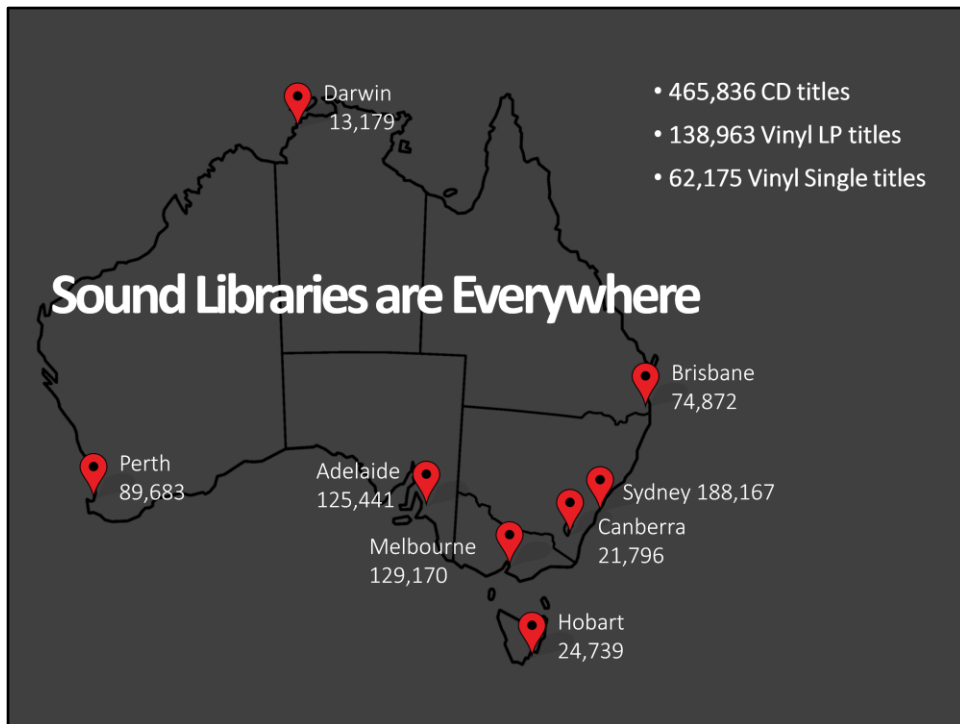 Darwin
13,179
• 465,836 CD titles
• 138,963 Vinyl LP titles
• 62,175 Vinyl Single titles
Sound Libraries are Everywhere
Brisbane
74,872
Perth
89,683
Adelaide
125,441
Sydney 188,167
Canberra
21,796
Melbourne
129,170
Hobart
24,739